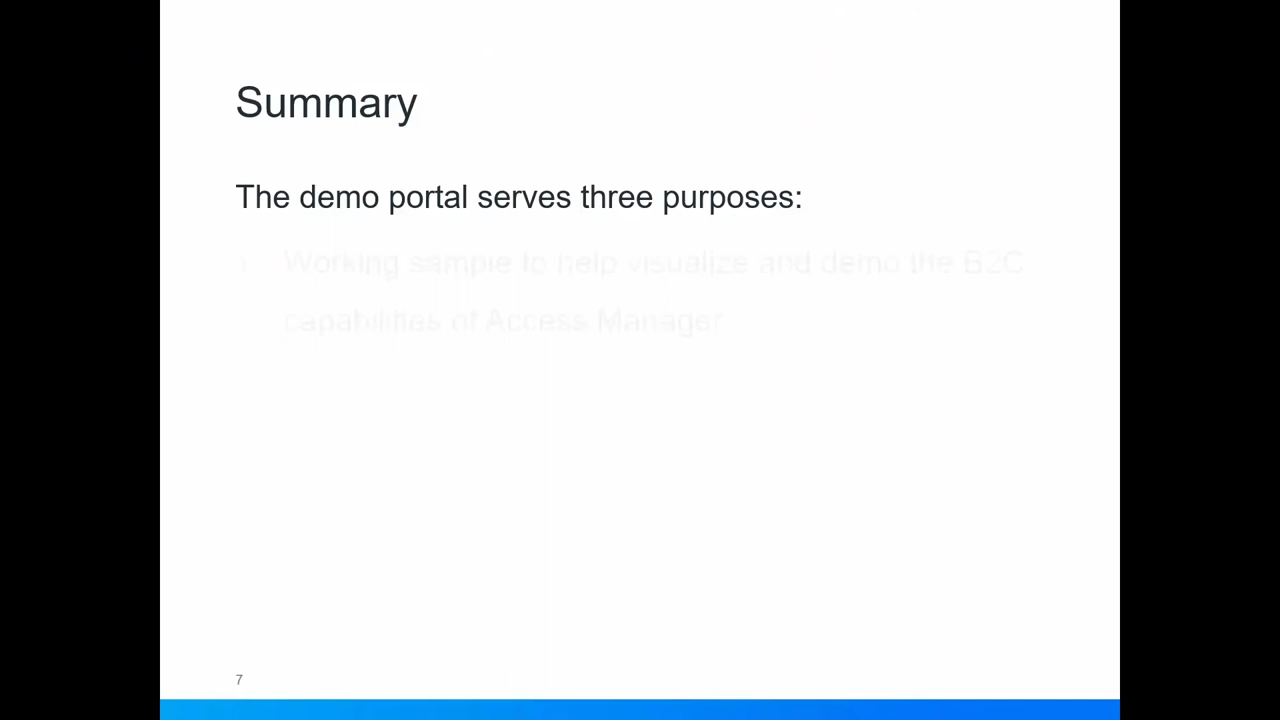 Summary
The demo portal serves three purposes:
Working sample to help visualize and demo the B2C
capabilities of Access Manager
7